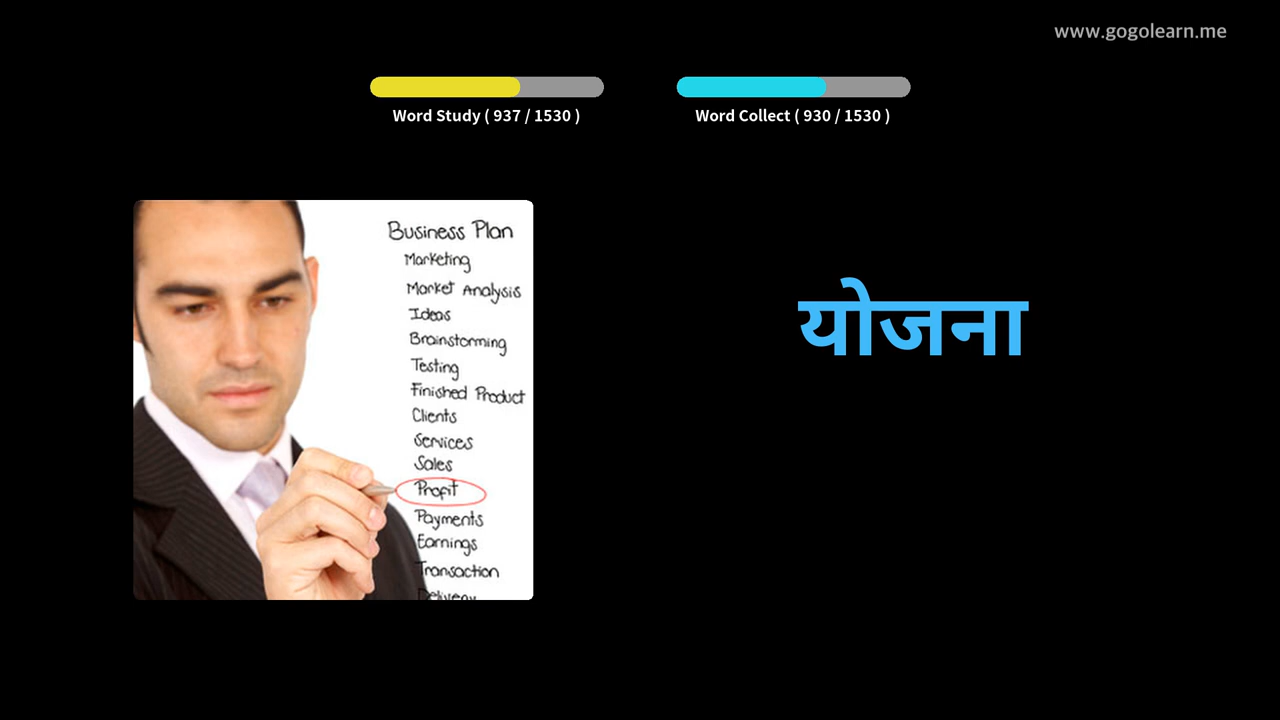 www.gogolearn.me
Word Study ( 937 / 1530 )
Word Collect ( 930 / 1530 )
Business Plan
Marketing
Market Analysis
Ideas
Brainstorming
Testing
Finished Product
Clients
Services
Sales
Profit
Payments
Earnings
Transaction
Delivery
योजना